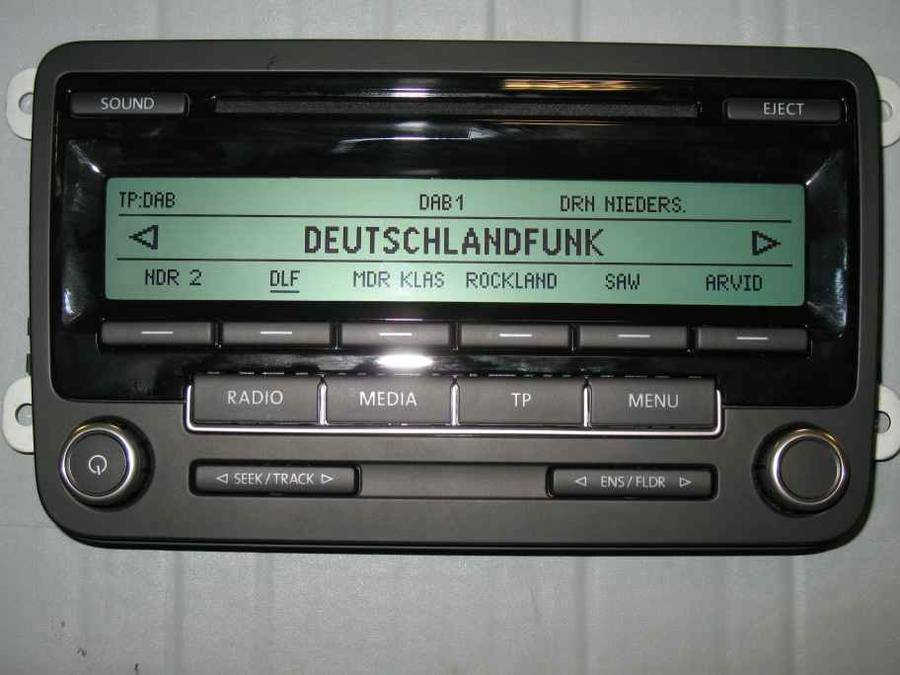 SOUND EJECT
TP:DAB DAB1 DRN NIEDERS.
DEUTSCHLANDFUNK
NDR 2 DLF MDR KLAS ROCKLAND SAW ARVID
RADIO MEDIA TP MENU
SEEK/TRACK ENS/FLDR